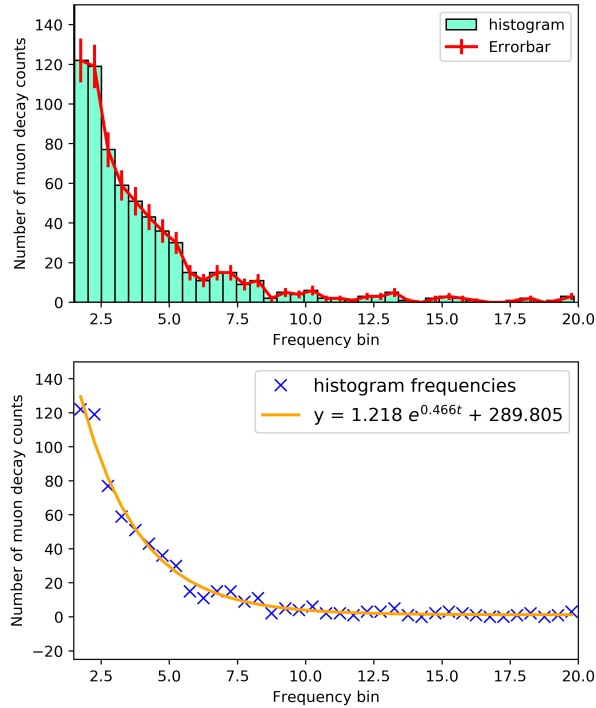 140
120
100
80
60
40
20
0
Number of muon decay counts
histogram
Errorbar
2.5 5.0 7.5 10.0 12.5 15.0 17.5 20.0
Frequency bin
140
120
100
80
60
40
20
0
−20
Number of muon decay counts
histogram frequencies
y = 1.218 e^0.466t + 289.805
2.5 5.0 7.5 10.0 12.5 15.0 17.5 20.0
Frequency bin